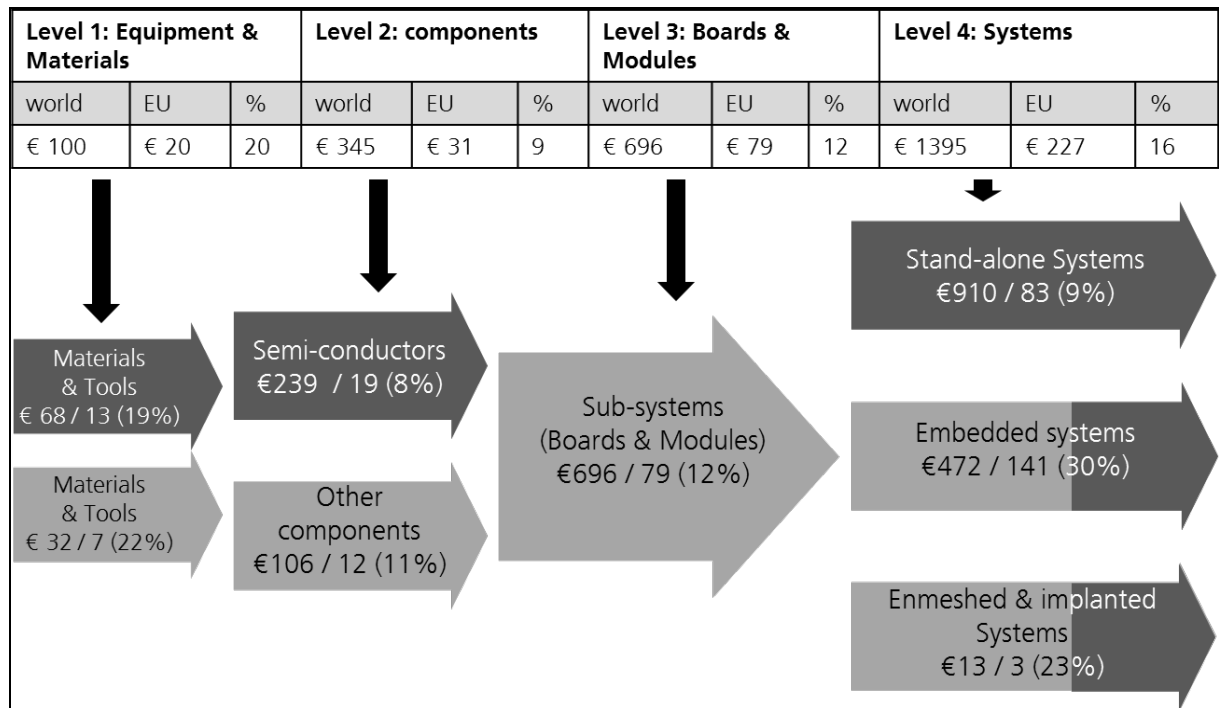 Level 1: Equipment &
Materials
Level 2: components
Level 3: Boards &
Modules
Level 4: Systems
world EU % world EU % world EU % world EU %
€ 100 € 20 20 € 345 € 31 9 € 696 € 79 12 € 1395 € 227 16
Materials
& Tools
€ 68 / 13 (19%)
Materials
& Tools
€ 32 / 7 (22%)
Semi-conductors
€239 / 19 (8%)
Other
components
€106 / 12 (11%)
Sub-systems
(Boards & Modules)
€696 / 79 (12%)
Stand-alone Systems
€910 / 83 (9%)
Embedded systems
€472 / 141 (30%)
Enmeshed & implanted
Systems
€13 / 3 (23%)